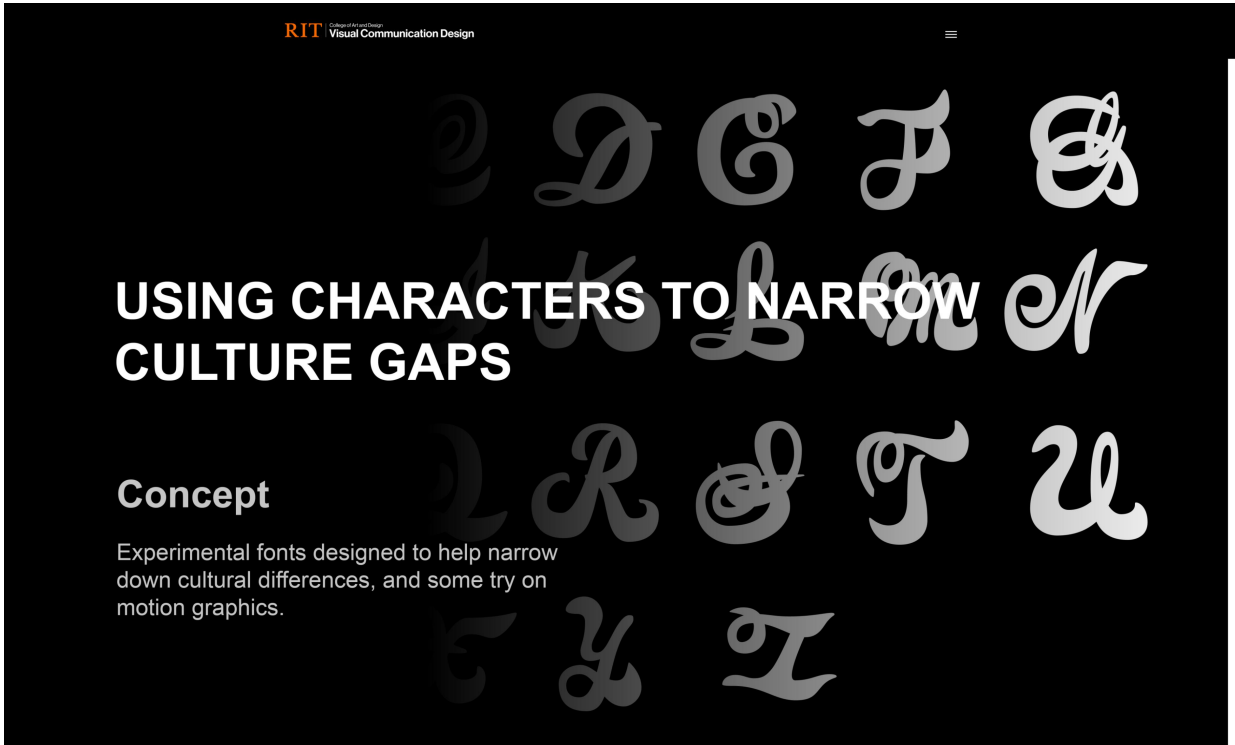 RIT
College of Art and Design
Visual Communication Design
D E F G
K L M N
USING CHARACTERS TO NARROW
CULTURE GAPS
Q R S T U
Concept
Experimental fonts designed to help narrow
down cultural differences, and some try on
motion graphics.
Y Z